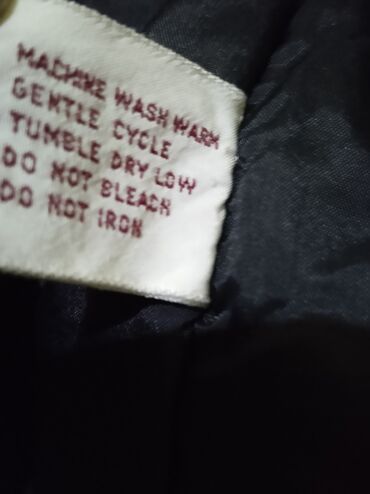 MACHINE WASH WARM
GENTLE CYCLE
TUMBLE DRY LOW
DO NOT BLEACH
DO NOT IRON